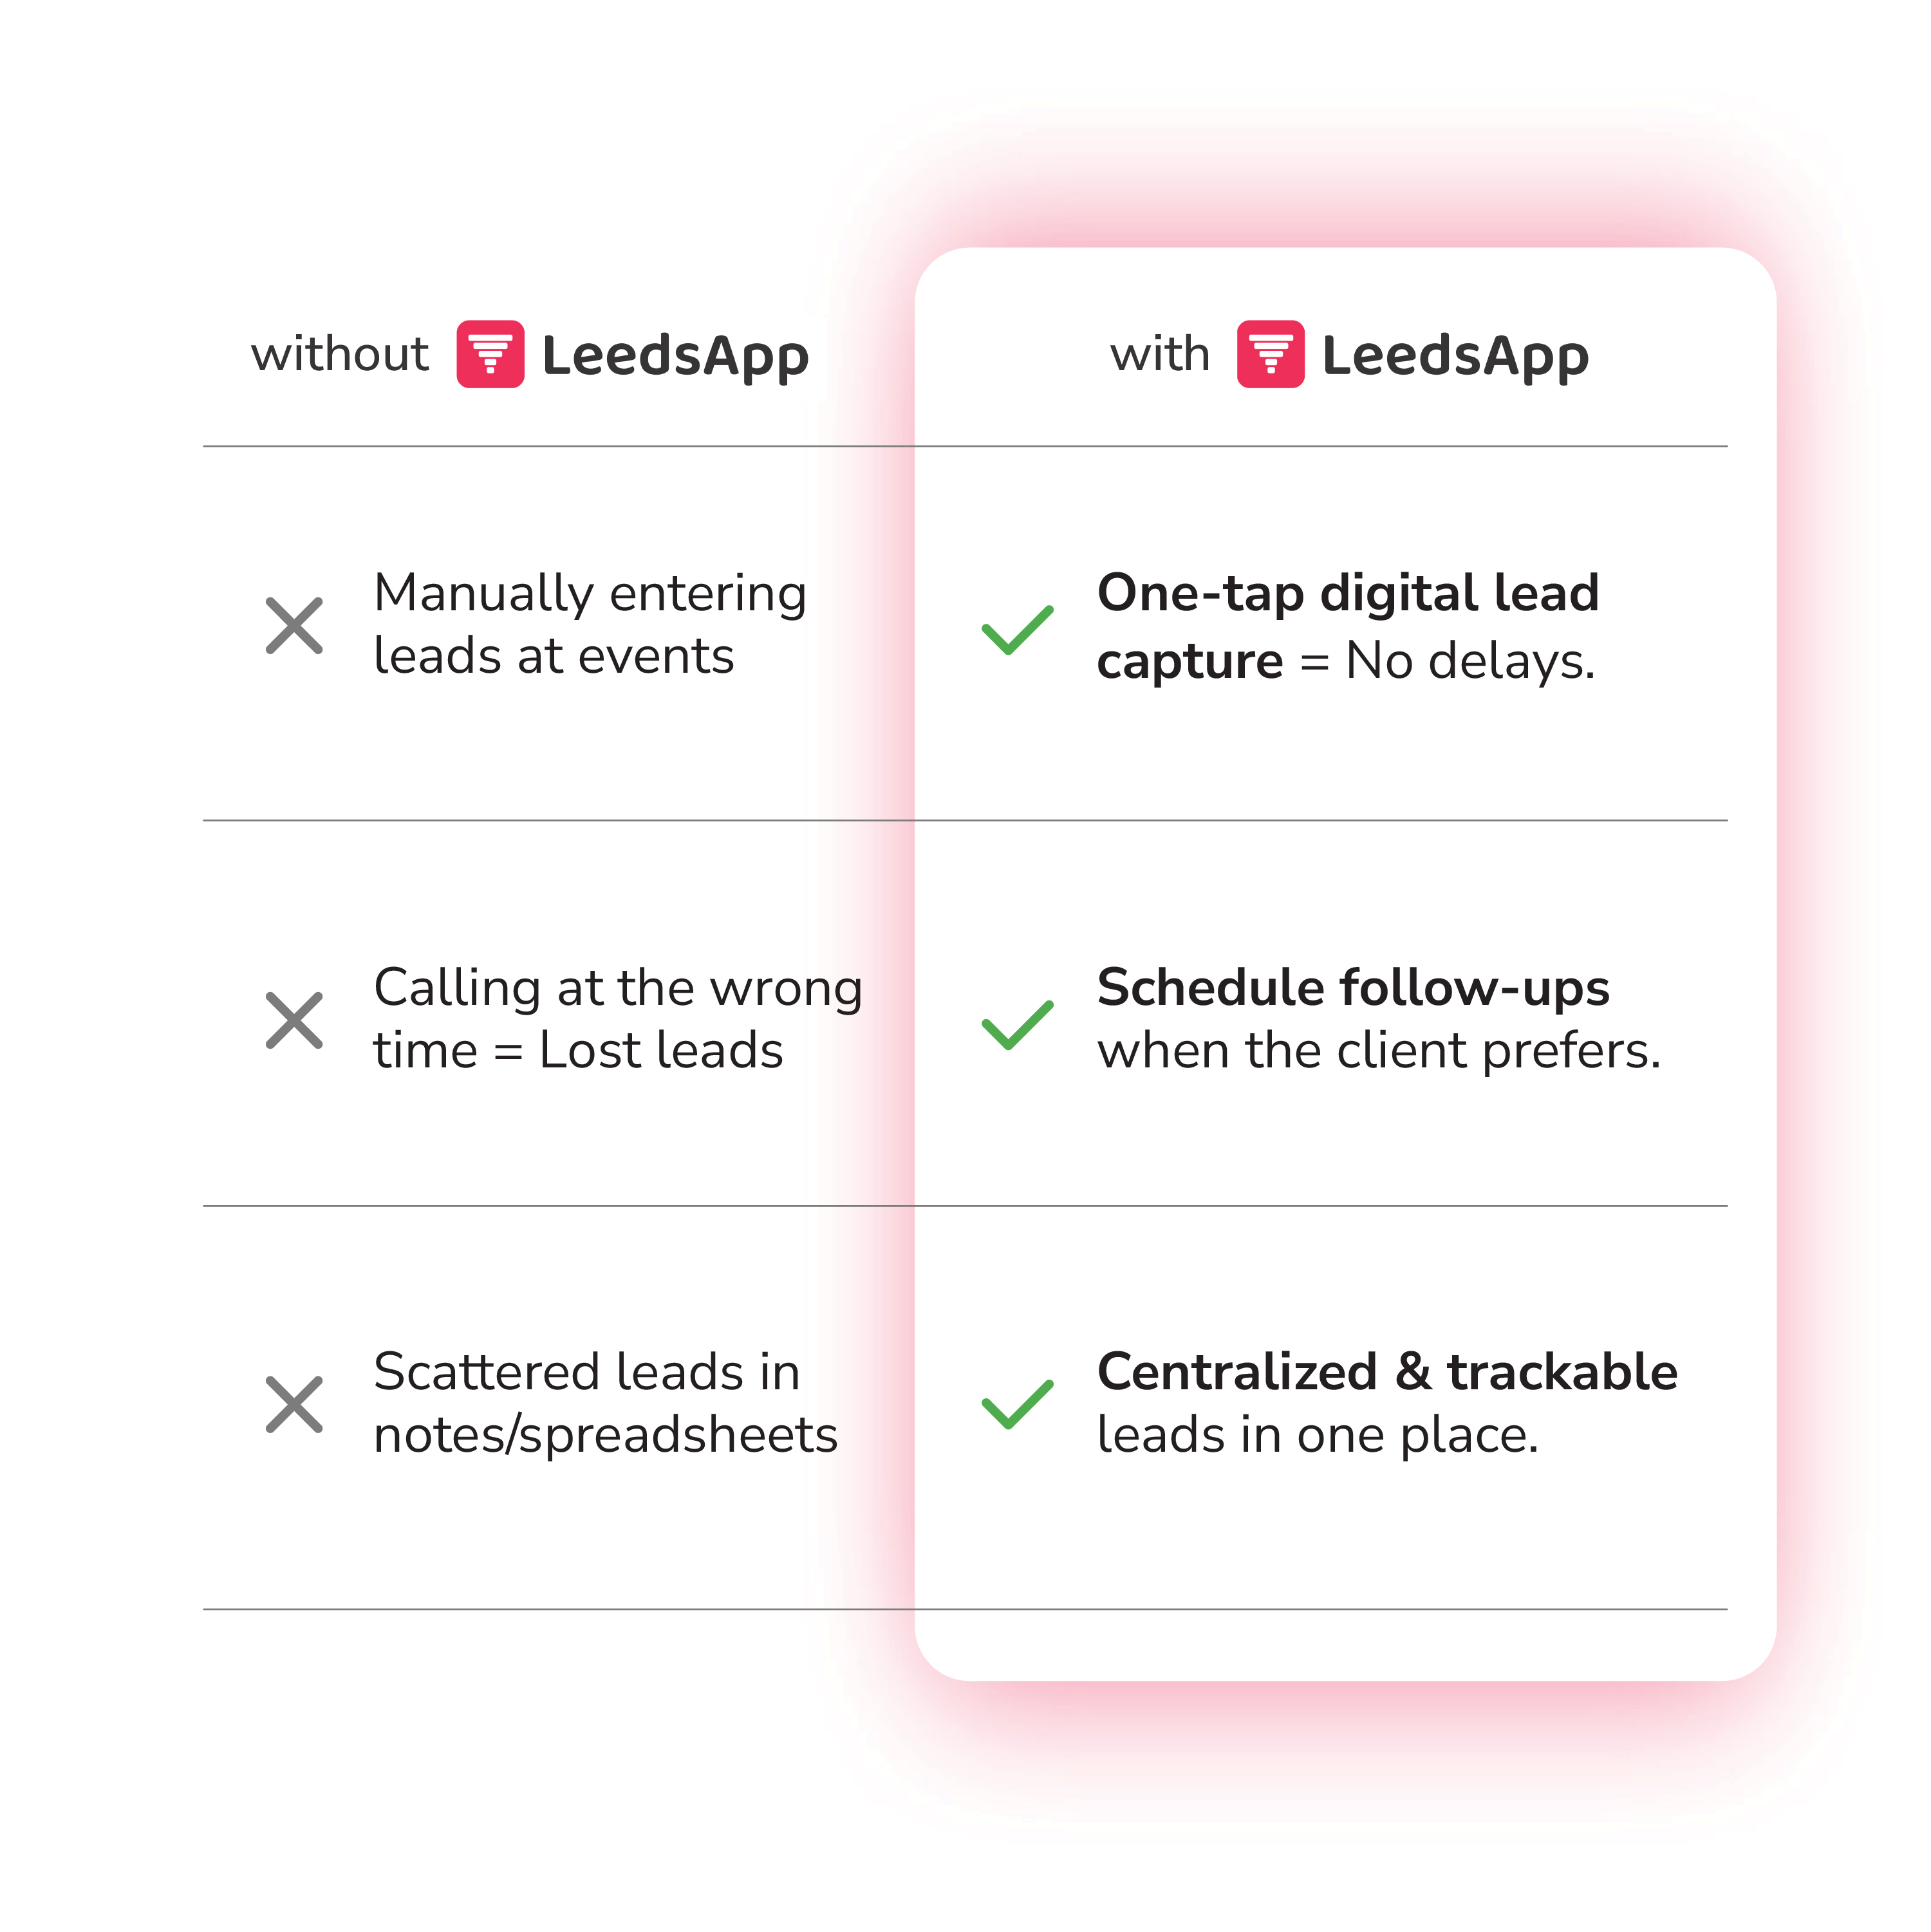 without LeedsApp
with LeedsApp
Manually entering
leads at events
One-tap digital lead
capture = No delays.
Calling at the wrong
time = Lost leads
Schedule follow-ups
when the client prefers.
Scattered leads in
notes/spreadsheets
Centralized & trackable
leads in one place.